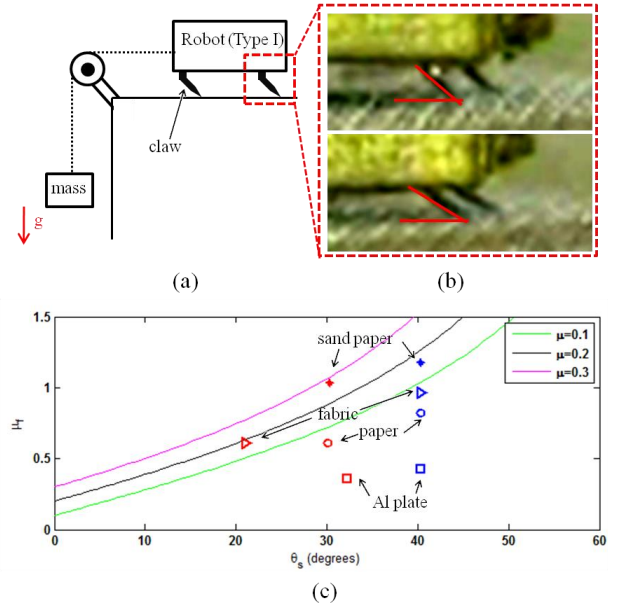 Robot (Type I)
claw
mass
g
(a)
(b)
1.5
1
0.5
0
μf
sand paper
fabric
paper
Al plate
μ=0.1
μ=0.2
μ=0.3
0
10
20
30
40
50
60
θs (degrees)
(c)